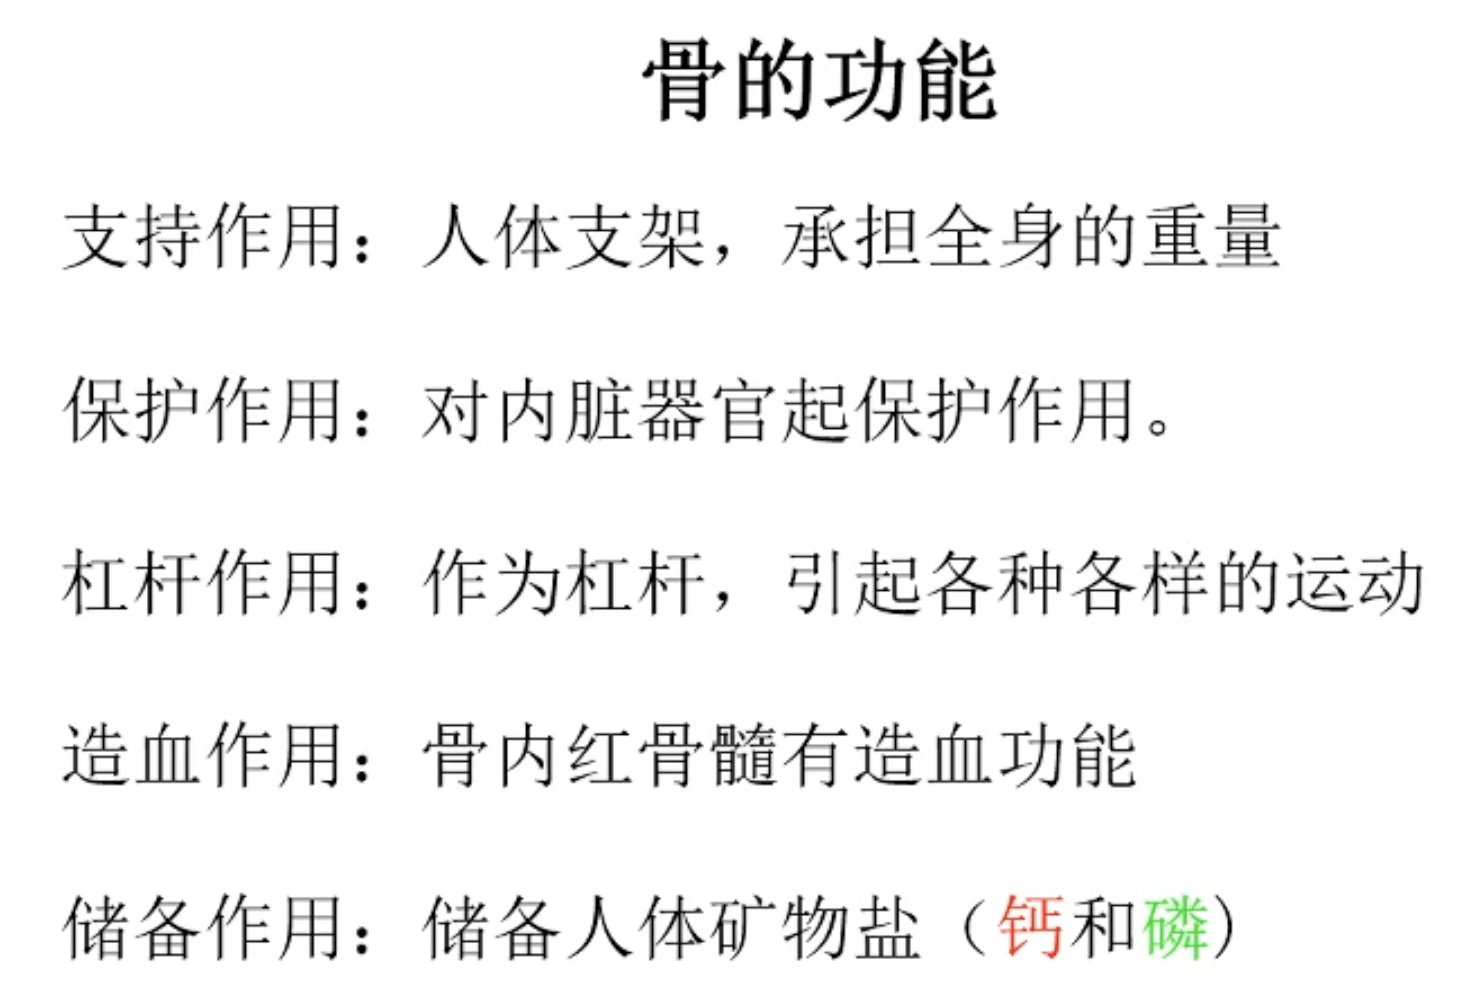 骨的功能
支持作用：人体支架，承担全身的重量
保护作用：对内脏器官起保护作用。
杠杆作用：作为杠杆，引起各种各样的运动
造血作用：骨内红骨髓有造血功能
储备作用：储备人体矿物盐（钙和磷)